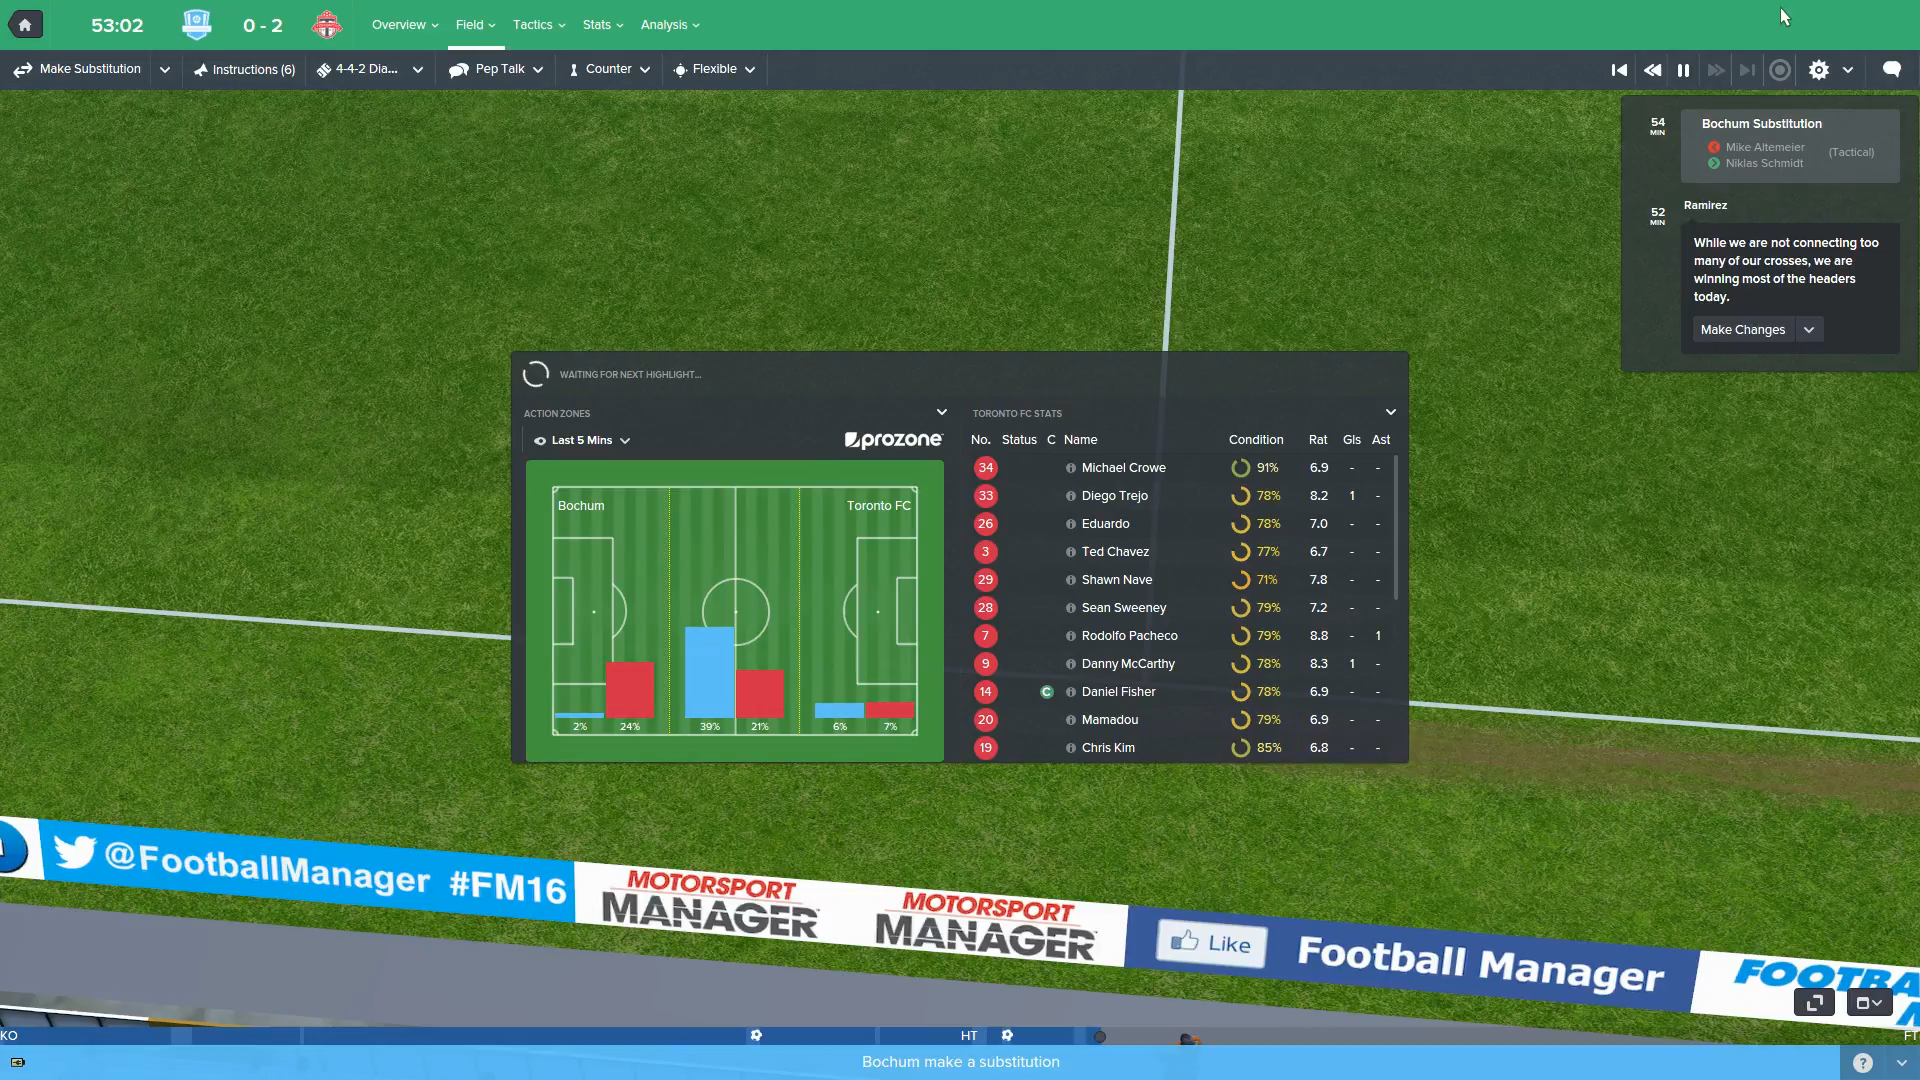 53:02
0 - 2
Overview
Field
Tactics
Stats
Analysis
Make Substitution
Instructions (6)
4-4-2 Dia...
Pep Talk
Counter
Flexible
54 MIN
Bochum Substitution
Mike Altemeier
Niklas Schmidt
(Tactical)
52 MIN
Ramirez
While we are not connecting too
many of our crosses, we are
winning most of the headers
today.
Make Changes
WAITING FOR NEXT HIGHLIGHT...
ACTION ZONES
Last 5 Mins
prozone
Bochum
Toronto FC
2% 24% 39% 21% 6% 7%
TORONTO FC STATS
No. Status C Name Condition Rat Gls Ast
34 Michael Crowe 91% 6.9 - -
33 Diego Trejo 78% 8.2 1 -
26 Eduardo 78% 7.0 - -
3 Ted Chavez 77% 6.7 - -
29 Shawn Nave 71% 7.8 - -
28 Sean Sweeney 79% 7.2 - -
7 Rodolfo Pacheco 79% 8.8 - 1
9 Danny McCarthy 78% 8.3 1 -
14 C Daniel Fisher 78% 6.9 - -
20 Mamadou 79% 6.9 - -
19 Chris Kim 85% 6.8 - -
@FootballManager #FM16
MOTORSPORT
MANAGER
MOTORSPORT
MANAGER
Like
Football Manager
KO
HT
FT
Bochum make a substitution
?